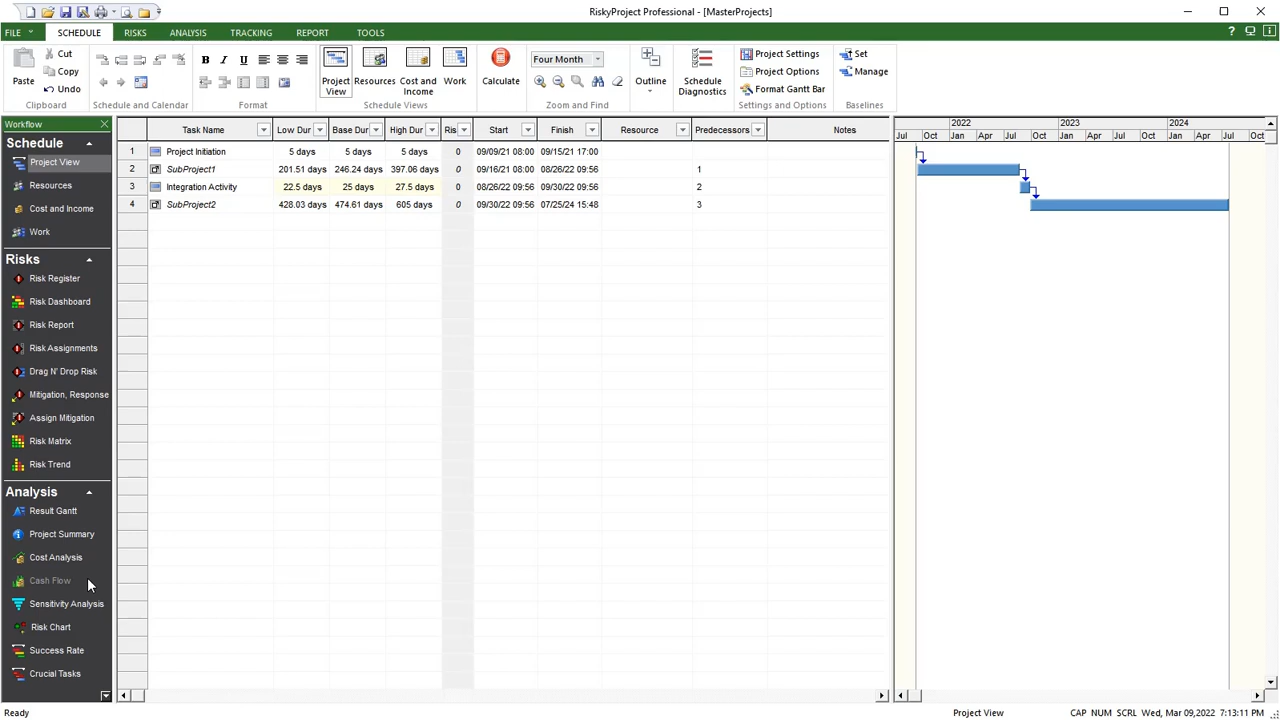 RiskyProject Professional - [MasterProjects]
FILE SCHEDULE RISKS ANALYSIS TRACKING REPORT TOOLS
Paste Cut Copy Undo
Project View Resources Cost and Income Work
Four Month
Calculate
Outline
Schedule Diagnostics
Project Settings
Project Options
Format Gantt Bar
Set
Manage
Clipboard Schedule and Calendar Format Schedule Views Zoom and Find Settings and Options Baselines
Workflow
Schedule
Project View
Resources
Cost and Income
Work
Risks
Risk Register
Risk Dashboard
Risk Report
Risk Assignments
Drag N' Drop Risk
Mitigation, Response
Assign Mitigation
Risk Matrix
Risk Trend
Analysis
Result Gantt
Project Summary
Cost Analysis
Cash Flow
Sensitivity Analysis
Risk Chart
Success Rate
Crucial Tasks
Task Name Low Dur Base Dur High Dur Ris Start Finish Resource Predecessors Notes
1 Project Initiation 5 days 5 days 5 days 0 09/09/21 08:00 09/15/21 17:00
2 SubProject1 201.51 days 246.24 days 397.06 days 0 09/16/21 08:00 08/26/22 09:56 1
3 Integration Activity 22.5 days 25 days 27.5 days 0 08/26/22 09:56 09/30/22 09:56 2
4 SubProject2 428.03 days 474.61 days 605 days 0 09/30/22 09:56 07/25/24 15:48 3
2022 2023 2024
Jul Oct Jan Apr Jul Oct Jan Apr Jul Oct Jan Apr Jul Oct
Ready
Project View
CAP NUM SCRL Wed, Mar 09,2022 7:13:11 PM